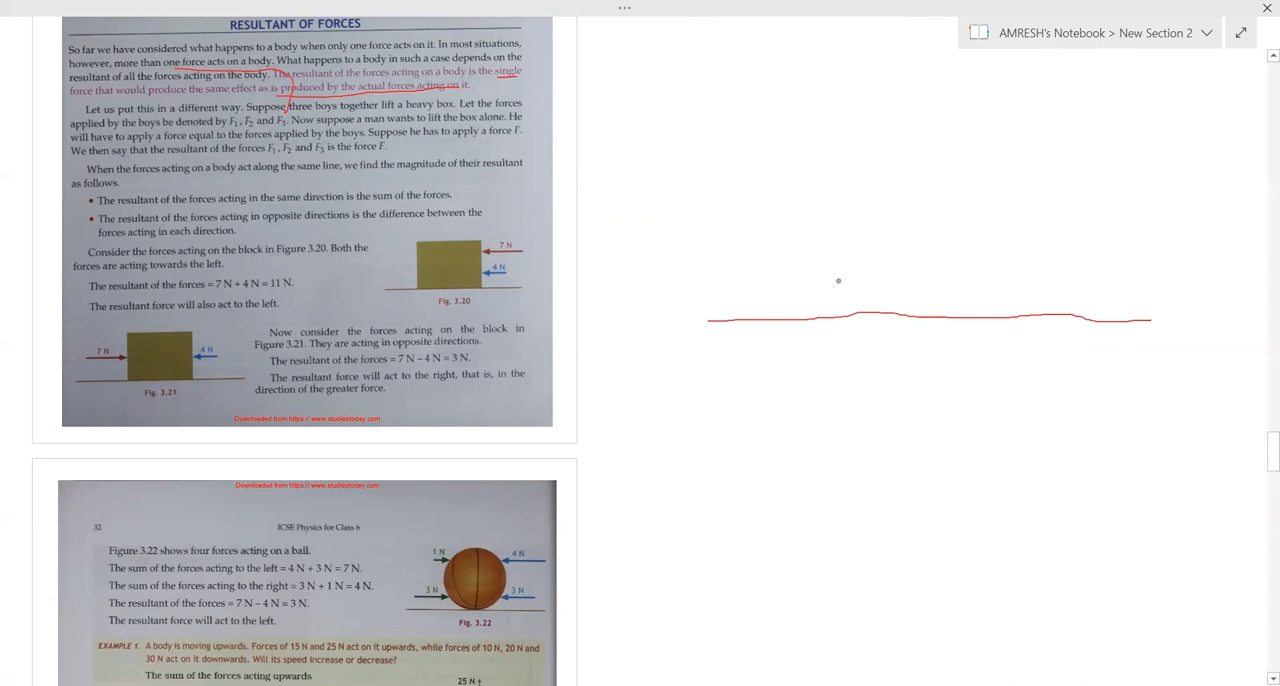 AMRESH's Notebook > New Section 2
RESULTANT OF FORCES
So far we have considered what happens to a body when only one force acts on it. In most situations,
however, more than one force acts on a body. What happens to a body in such a case depends on the
resultant of all the forces acting on the body. The resultant of the forces acting on a body is the single
force that would produce the same effect as is produced by the actual forces acting on it.
Let us put this in a different way. Suppose three boys together lift a heavy box. Let the forces
applied by the boys be denoted by F₁, F₂ and F₃. Now suppose a man wants to lift the box alone. He
will have to apply a force equal to the forces applied by the boys. Suppose he has to apply a force F.
We then say that the resultant of the forces F₁, F₂ and F₃ is the force F.
When the forces acting on a body act along the same line, we find the magnitude of their resultant
as follows.
• The resultant of the forces acting in the same direction is the sum of the forces.
• The resultant of the forces acting in opposite directions is the difference between the
forces acting in each direction.
Consider the forces acting on the block in Figure 3.20. Both the
forces are acting towards the left.
The resultant of the forces = 7 N + 4 N = 11 N.
The resultant force will also act to the left.
7 N
4 N
Fig. 3.20
7 N
4 N
Fig. 3.21
Now consider the forces acting on the block in
Figure 3.21. They are acting in opposite directions.
The resultant of the forces = 7 N – 4 N = 3 N.
The resultant force will act to the right, that is, in the
direction of the greater force.
Downloaded from https:// www.studiestoday.com
Downloaded from https:// www.studiestoday.com
32
ICSE Physics for Class 6
Figure 3.22 shows four forces acting on a ball.
The sum of the forces acting to the left = 4 N + 3 N = 7 N.
The sum of the forces acting to the right = 3 N + 1 N = 4 N.
The resultant of the forces = 7 N – 4 N = 3 N.
The resultant force will act to the left.
1 N
4 N
3 N
3 N
Fig. 3.22
EXAMPLE 1. A body is moving upwards. Forces of 15 N and 25 N act on it upwards, while forces of 10 N, 20 N and
30 N act on it downwards. Will its speed increase or decrease?
The sum of the forces acting upwards
25 N